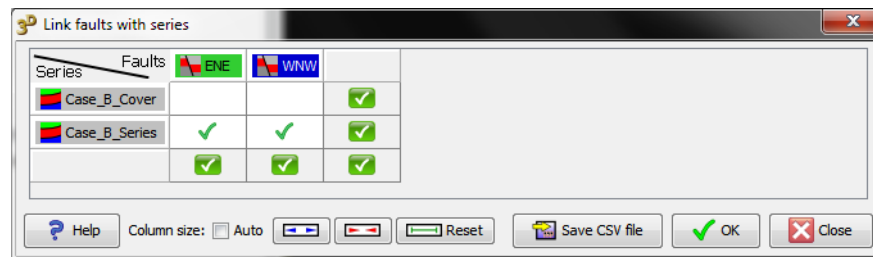 3D Link faults with series
Faults
Series
ENE
WNW
Case_B_Cover
Case_B_Series
Help
Column size:
Auto
Reset
Save CSV file
OK
Close